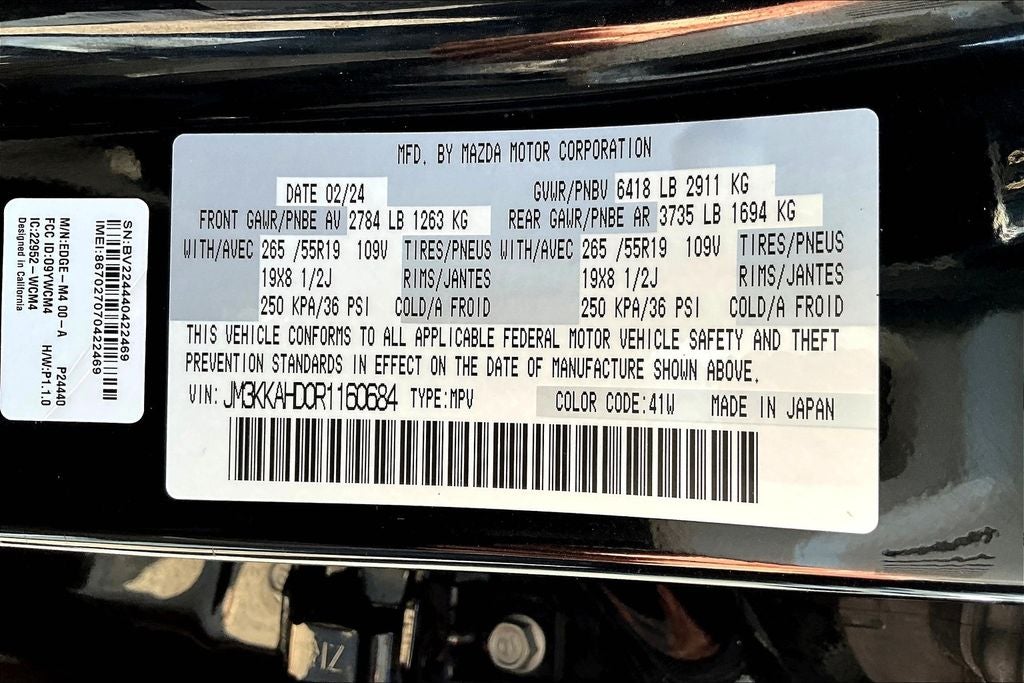 MFD. BY MAZDA MOTOR CORPORATION
DATE 02/24 GVWR/PNBV 6418 LB 2911 KG
FRONT GAWR/PNBE AV 2784 LB 1263 KG REAR GAWR/PNBE AR 3735 LB 1694 KG
WITH/AVEC 265 /55R19 109V TIRES/PNEUS WITH/AVEC 265 /55R19 109V TIRES/PNEUS
19X8 1/2J RIMS/JANTES 19X8 1/2J RIMS/JANTES
250 KPA/36 PSI COLD/A FROID 250 KPA/36 PSI COLD/A FROID
THIS VEHICLE CONFORMS TO ALL APPLICABLE FEDERAL MOTOR VEHICLE SAFETY AND THEFT
PREVENTION STANDARDS IN EFFECT ON THE DATE OF MANUFACTURE SHOWN ABOVE.
VIN: JM3KKAHD0R1160684 TYPE:MPV COLOR CODE:41W MADE IN JAPAN
SN:BV224440422469
IMEI:867027070422469
M/N:EDGE-M4 00-A P24440
FCC ID:O9YWCM4 H/W:P1.1.0
IC:22952-WCM4
Designed in California